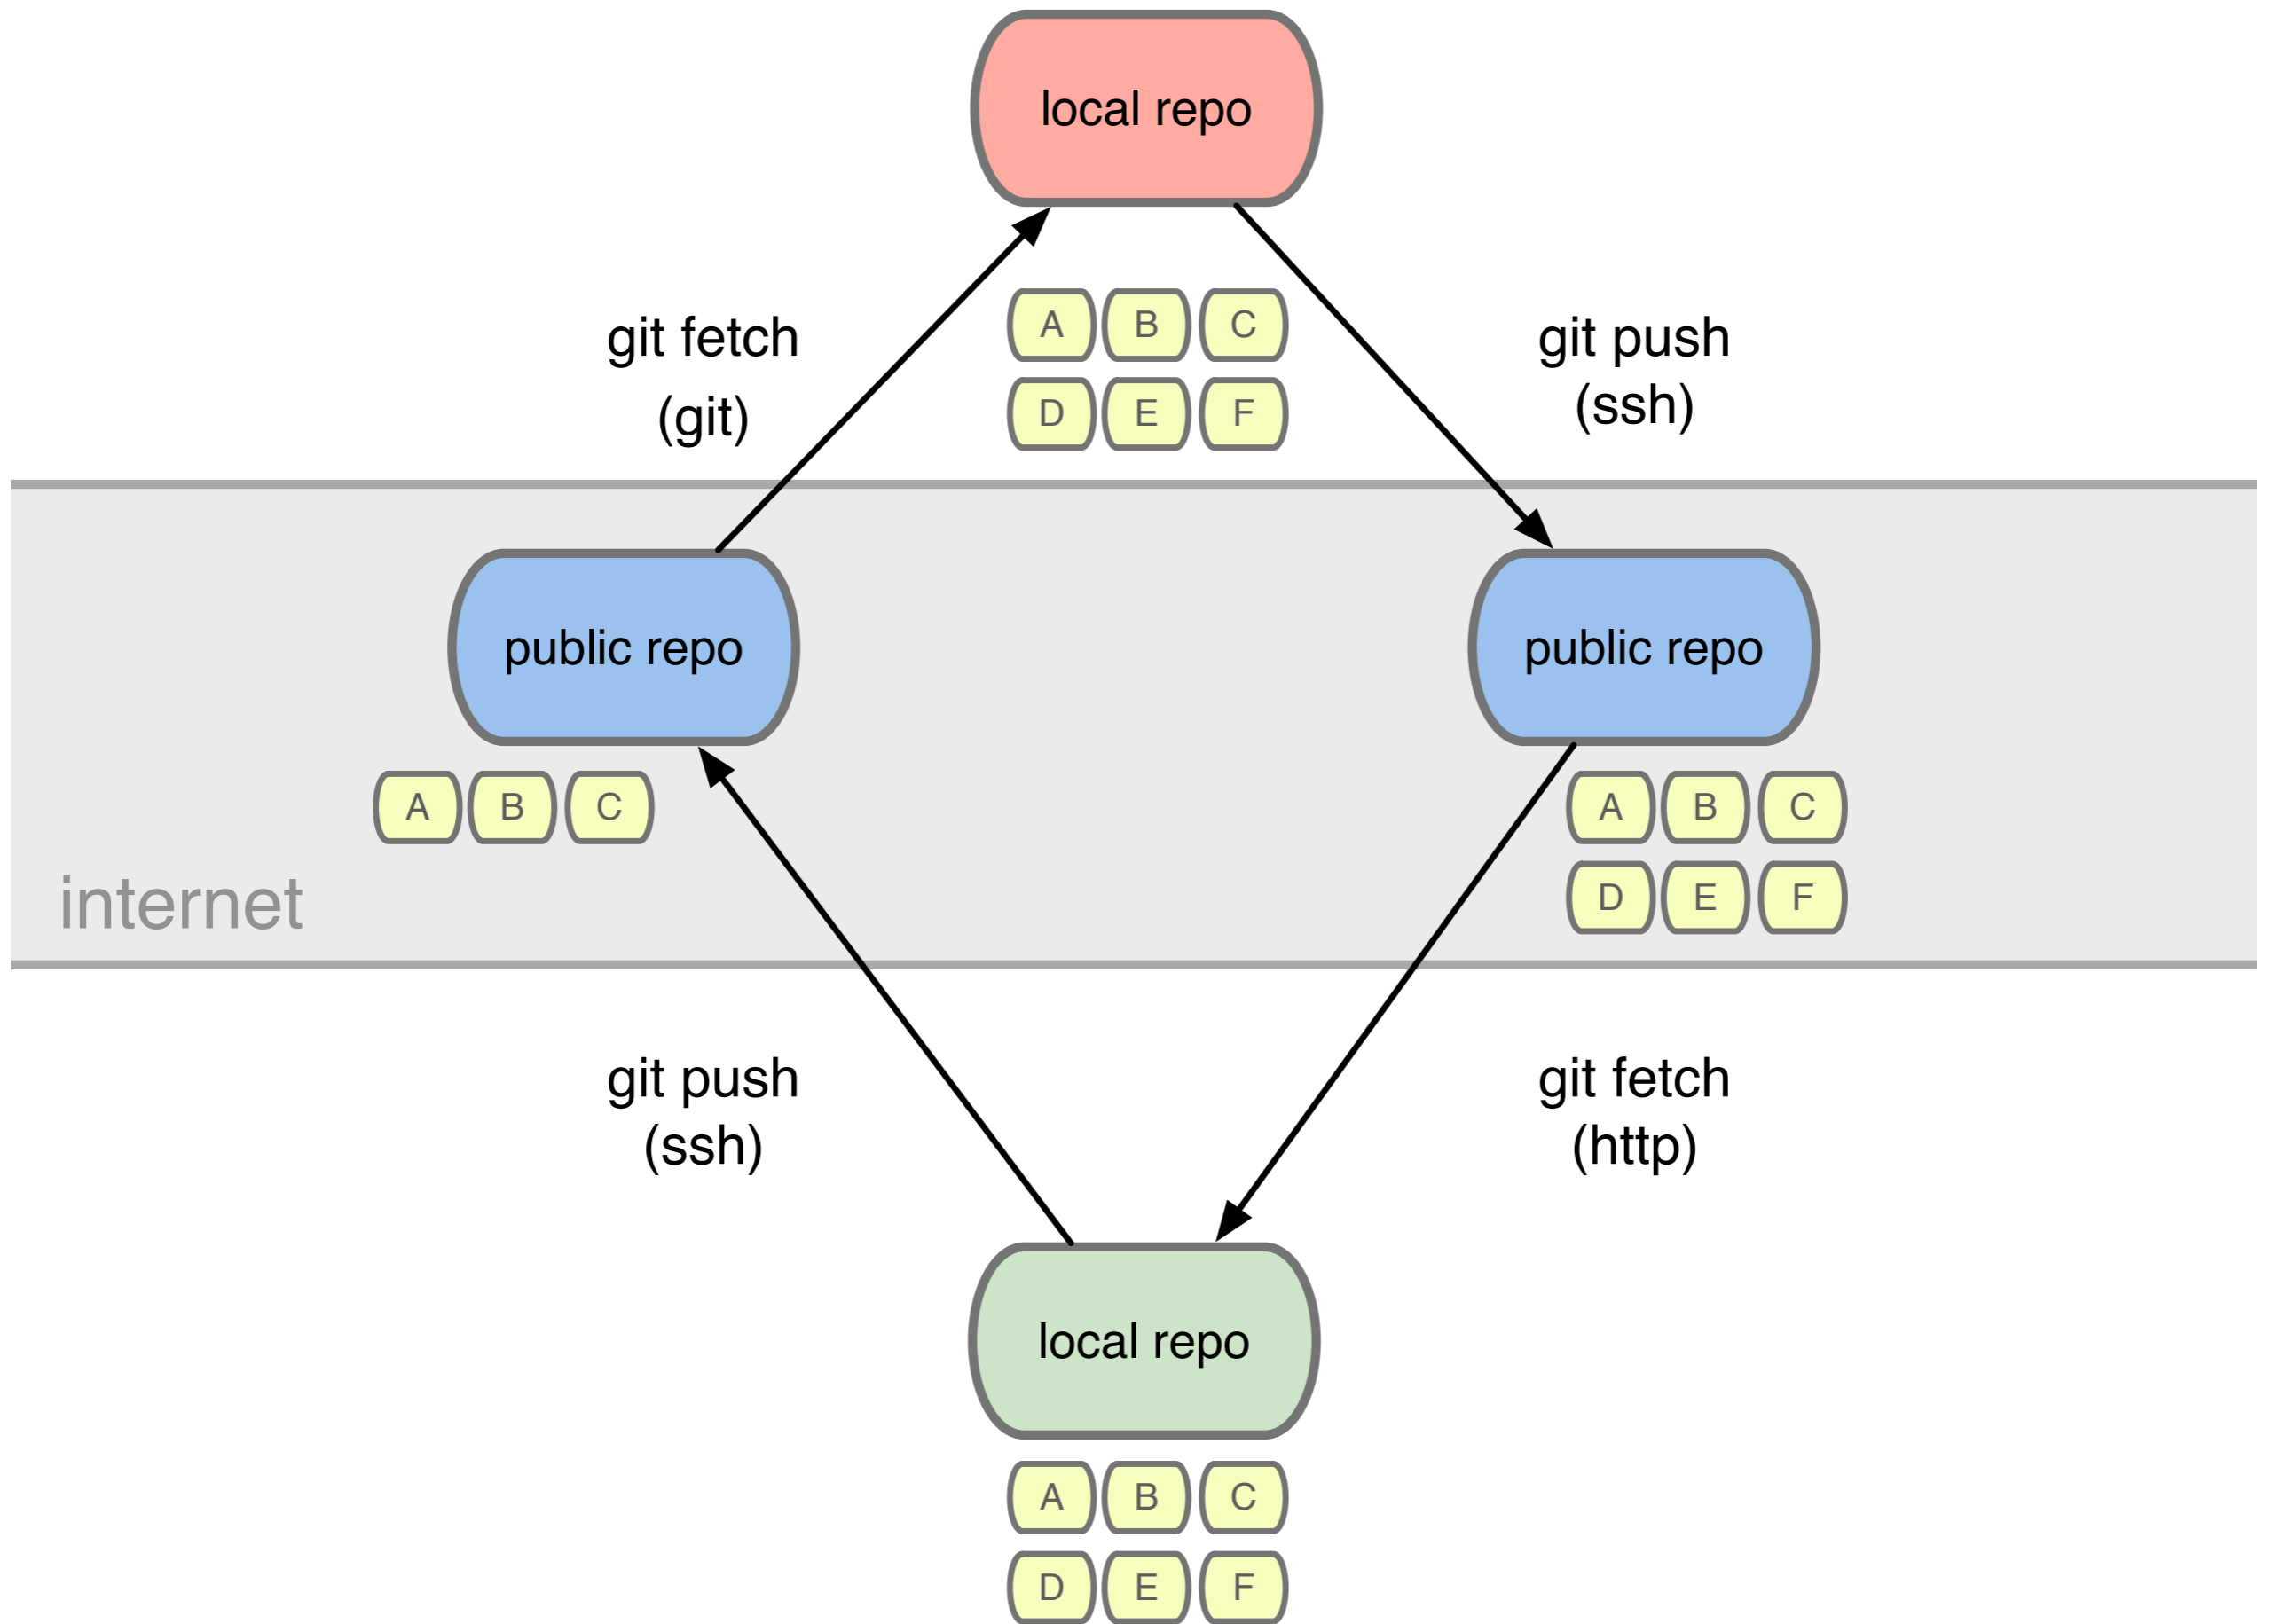 local repo
git fetch
(git)
A B C
D E F
git push
(ssh)
public repo
public repo
A B C
A B C
D E F
internet
git push
(ssh)
git fetch
(http)
local repo
A B C
D E F